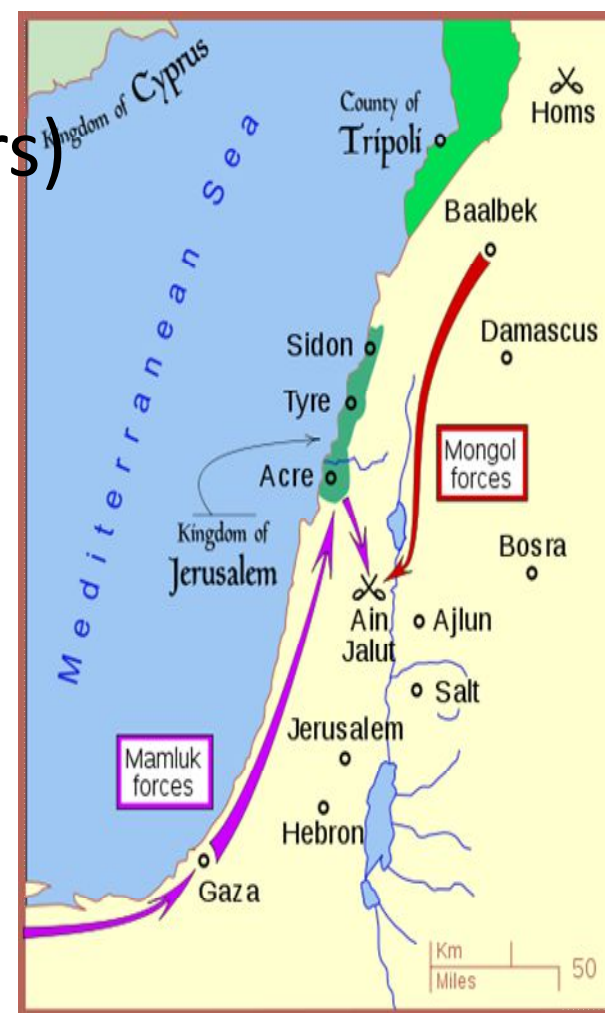 rs)
Kingdom of Cyprus
Mediterranean Sea
County of
Tripoli
Homs
Baalbek
Sidon
Damascus
Tyre
Mongol
forces
Acre
Kingdom of
Jerusalem
Bosra
Ain
Jalut
Ajlun
Salt
Jerusalem
Mamluk
forces
Hebron
Gaza
Km
Miles
50